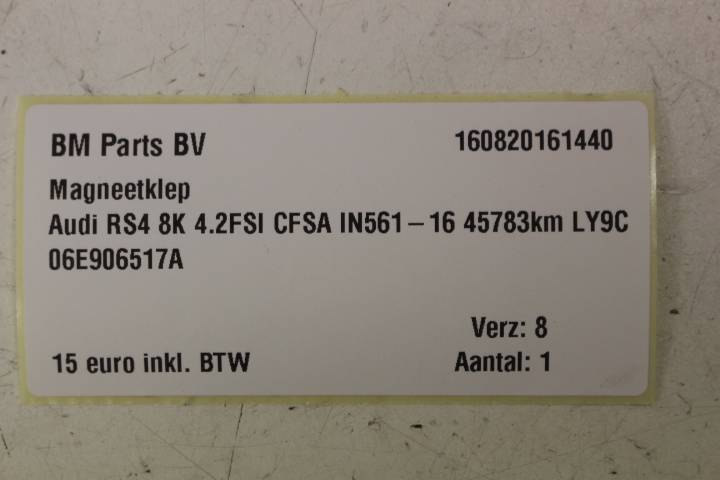 BM Parts BV 160820161440
Magneetklep
Audi RS4 8K 4.2FSI CFSA IN561-16 45783km LY9C
06E906517A
Verz: 8
15 euro inkl. BTW Aantal: 1